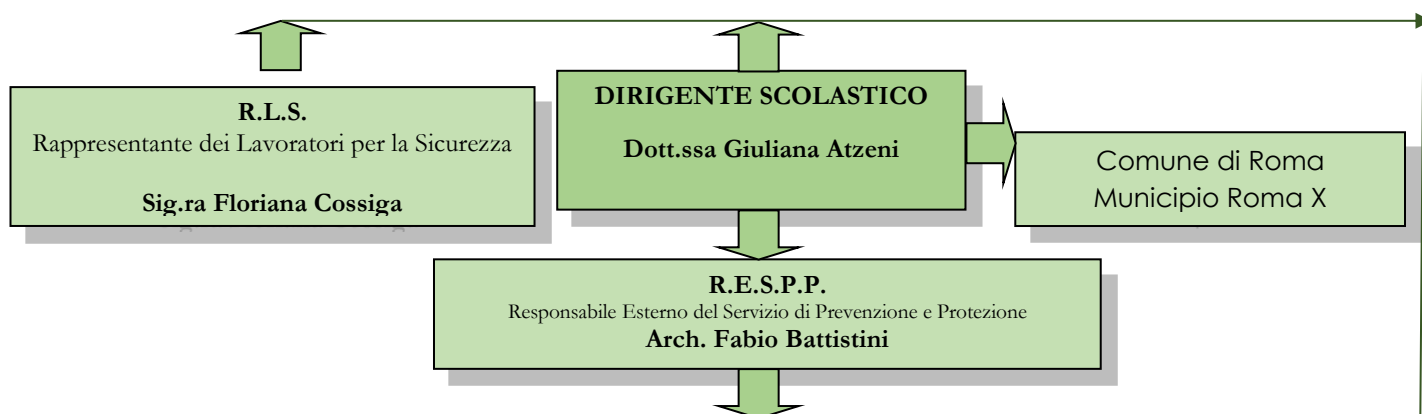 R.L.S.
Rappresentante dei Lavoratori per la Sicurezza
Sig.ra Floriana Cossiga
DIRIGENTE SCOLASTICO
Dott.ssa Giuliana Atzeni
Comune di Roma
Municipio Roma X
R.E.S.P.P.
Responsabile Esterno del Servizio di Prevenzione e Protezione
Arch. Fabio Battistini